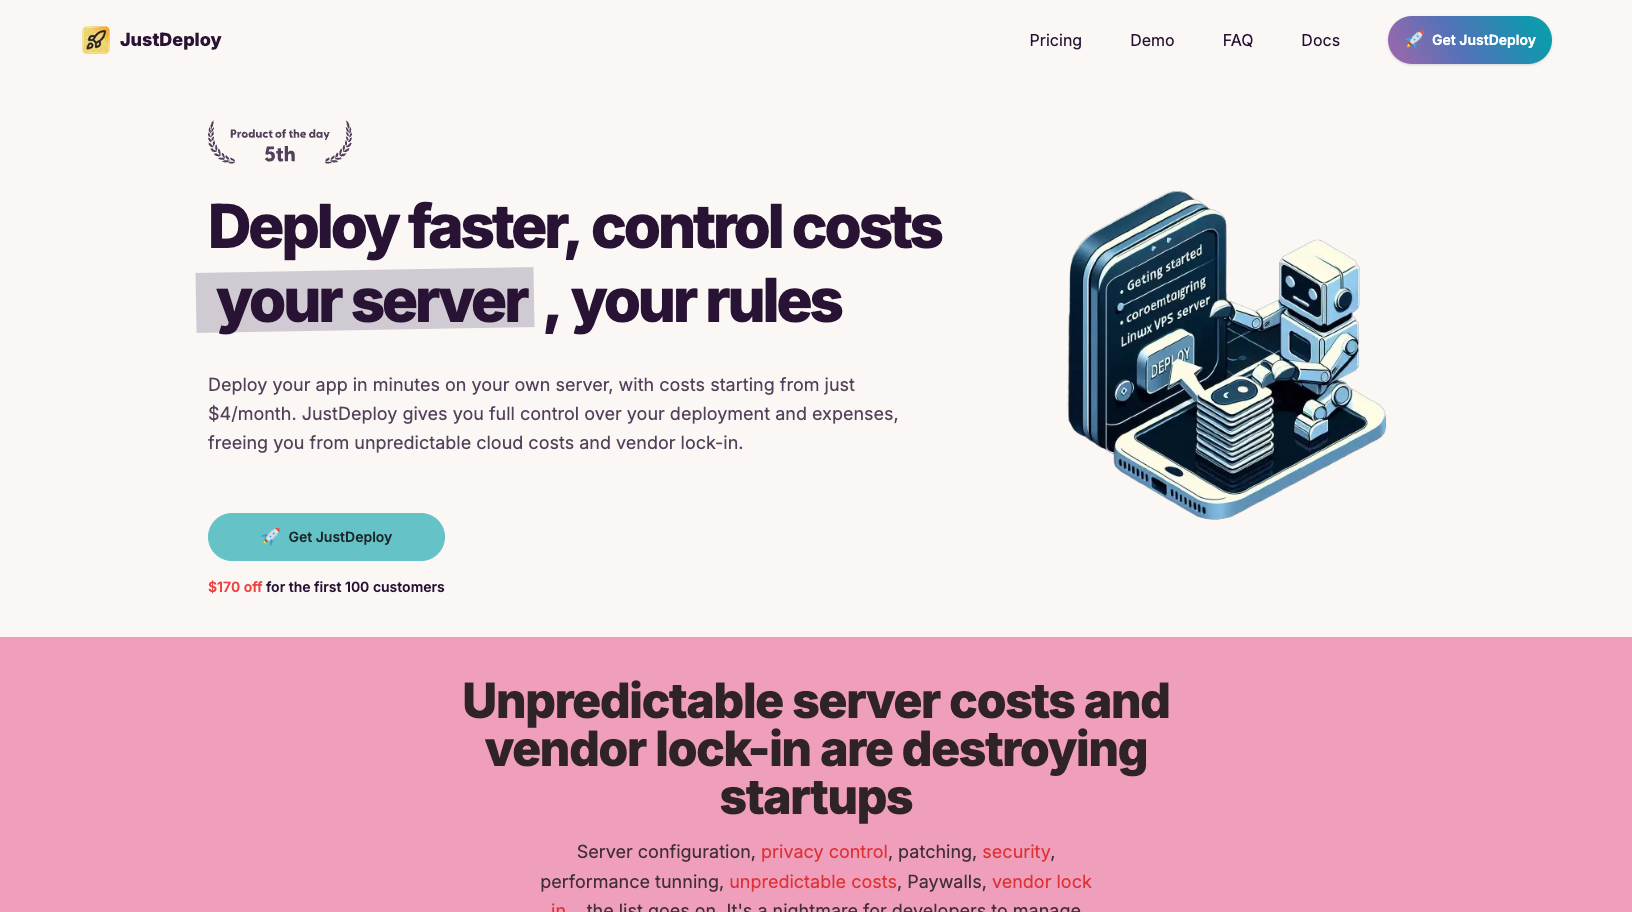 JustDeploy
Pricing
Demo
FAQ
Docs
Get JustDeploy
Product of the day
5th
Deploy faster, control costs
your server , your rules
Deploy your app in minutes on your own server, with costs starting from just
$4/month. JustDeploy gives you full control over your deployment and expenses,
freeing you from unpredictable cloud costs and vendor lock-in.
Get JustDeploy
$170 off for the first 100 customers
• Geting started
• coroemtalgring
Linuwx VPS server
DEPLOY
Unpredictable server costs and
vendor lock-in are destroying
startups
Server configuration, privacy control, patching, security,
performance tunning, unpredictable costs, Paywalls, vendor lock
in... the list goes on. It's a nightmare for developers to manage